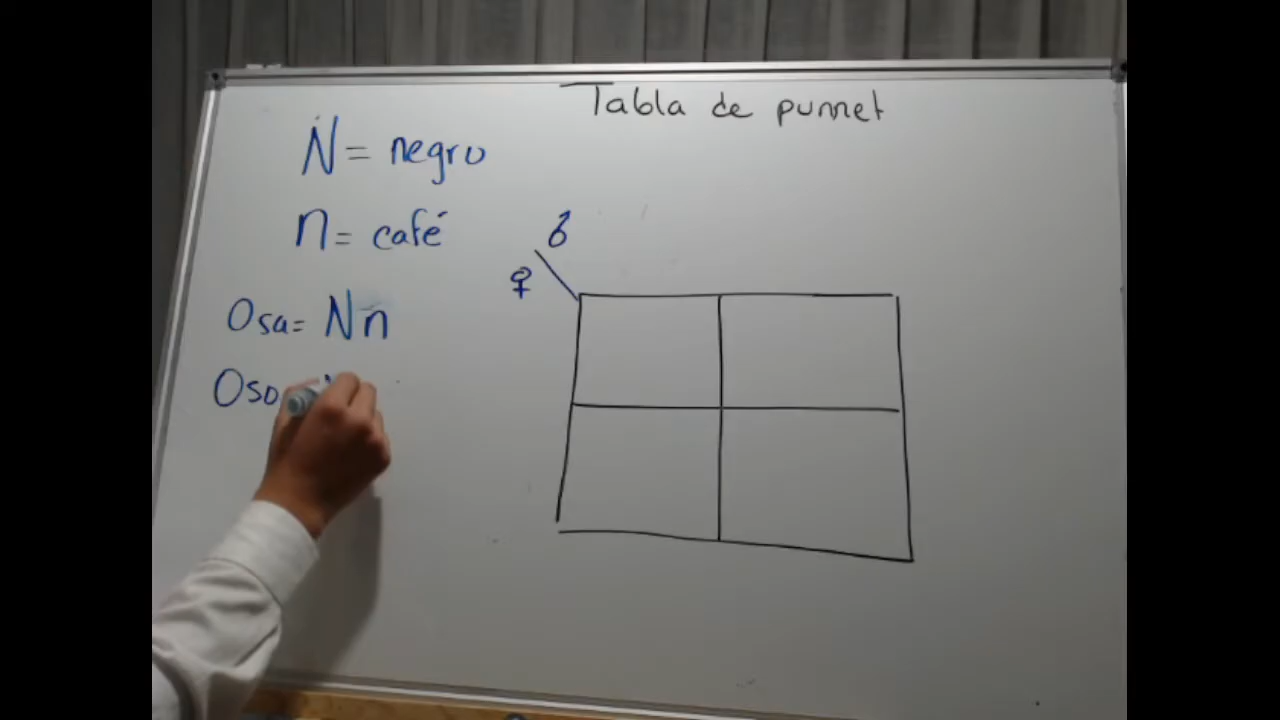 Tabla de punnet
N = negro
n = café
♂
♀
Osa = Nn
Oso